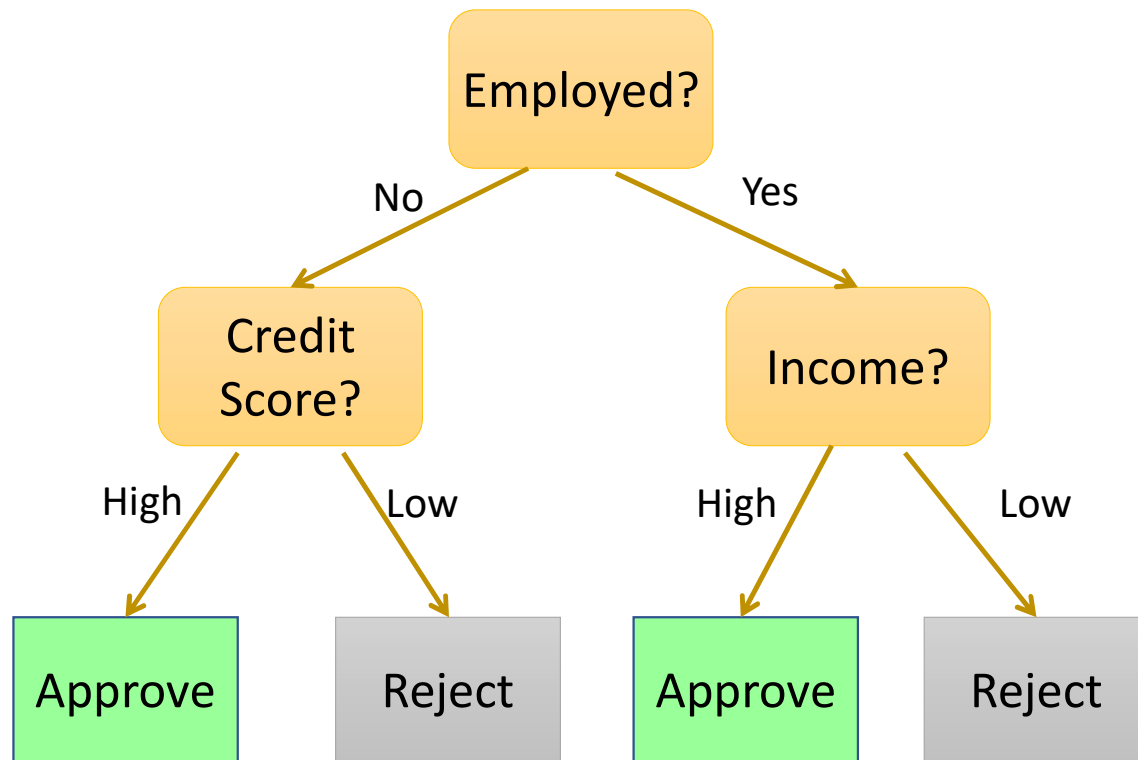 Employed?
No
Yes
Credit
Score?
Income?
High
Low
High
Low
Approve
Reject
Approve
Reject